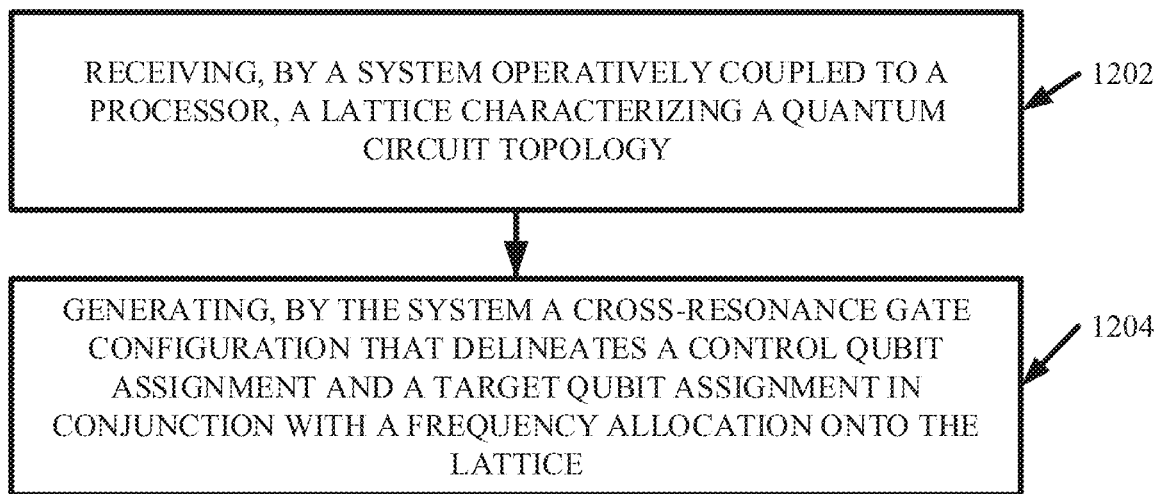 RECEIVING, BY A SYSTEM OPERATIVELY COUPLED TO A
PROCESSOR, A LATTICE CHARACTERIZING A QUANTUM
CIRCUIT TOPOLOGY
1202
GENERATING, BY THE SYSTEM A CROSS-RESONANCE GATE
CONFIGURATION THAT DELINEATES A CONTROL QUBIT
ASSIGNMENT AND A TARGET QUBIT ASSIGNMENT IN
CONJUNCTION WITH A FREQUENCY ALLOCATION ONTO THE
LATTICE
1204